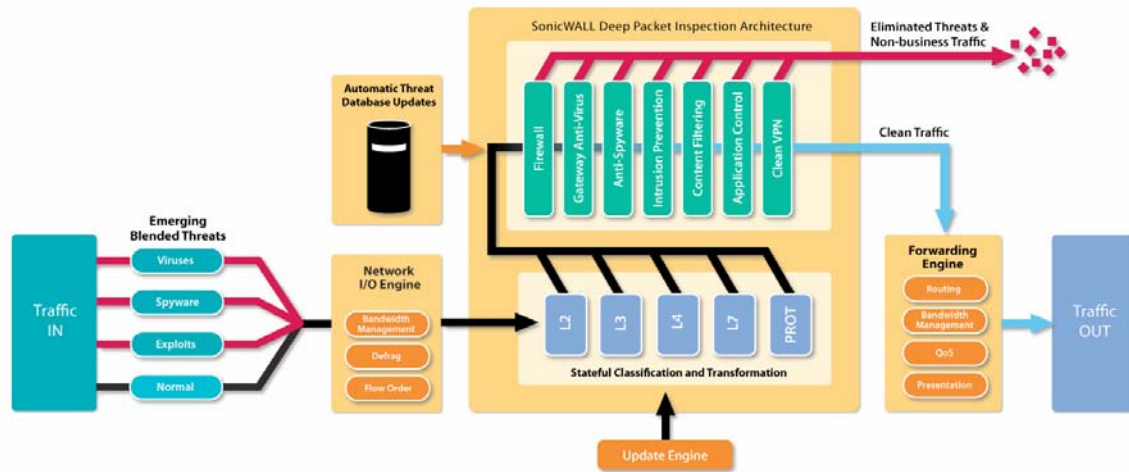 SonicWALL Deep Packet Inspection Architecture
Eliminated Threats &
Non-business Traffic
Automatic Threat
Database Updates
Firewall
Gateway Anti-Virus
Anti-Spyware
Intrusion Prevention
Content Filtering
Application Control
Clean VPN
Clean Traffic
Emerging
Blended Threats
Traffic
IN
Viruses
Spyware
Exploits
Normal
Network
I/O Engine
Bandwidth
Management
Defrag
Flow Order
L2
L3
L4
L7
PROT
Stateful Classification and Transformation
Update Engine
Forwarding
Engine
Routing
Bandwidth
Management
QoS
Presentation
Traffic
OUT